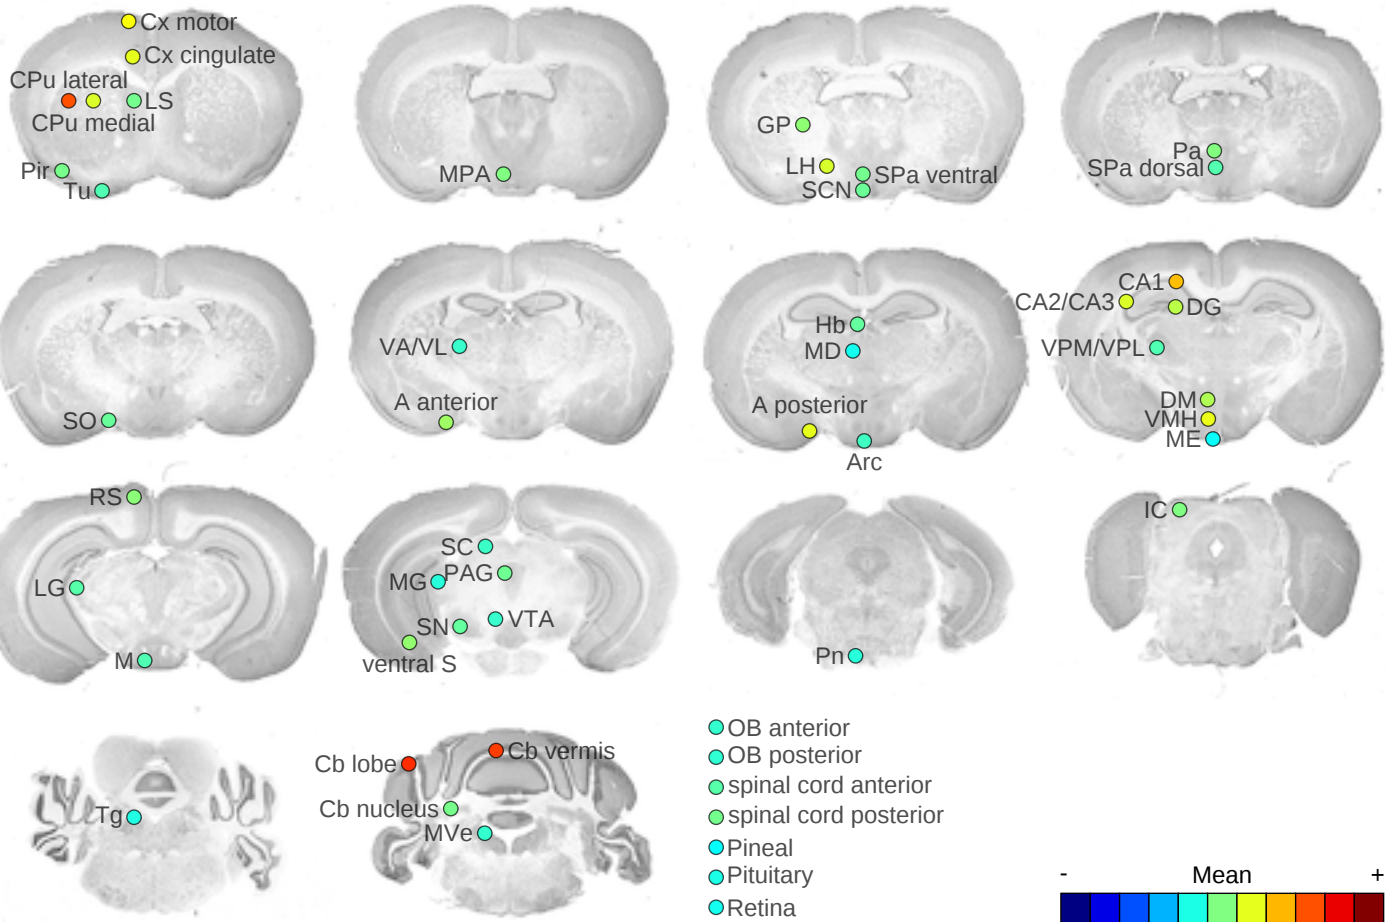 Cx motor
Cx cingulate
CPu lateral
LS
CPu medial
Pir
Tu
MPA
GP
LH
SPa ventral
SCN
Pa
SPa dorsal
SO
VA/VL
A anterior
Hb
MD
A posterior
Arc
CA1
CA2/CA3
DG
VPM/VPL
DM
VMH
ME
RS
LG
M
SC
MG
PAG
SN
VTA
ventral S
Pn
IC
Tg
Cb lobe
Cb vermis
Cb nucleus
MVe
OB anterior
OB posterior
spinal cord anterior
spinal cord posterior
Pineal
Pituitary
Retina
- Mean +